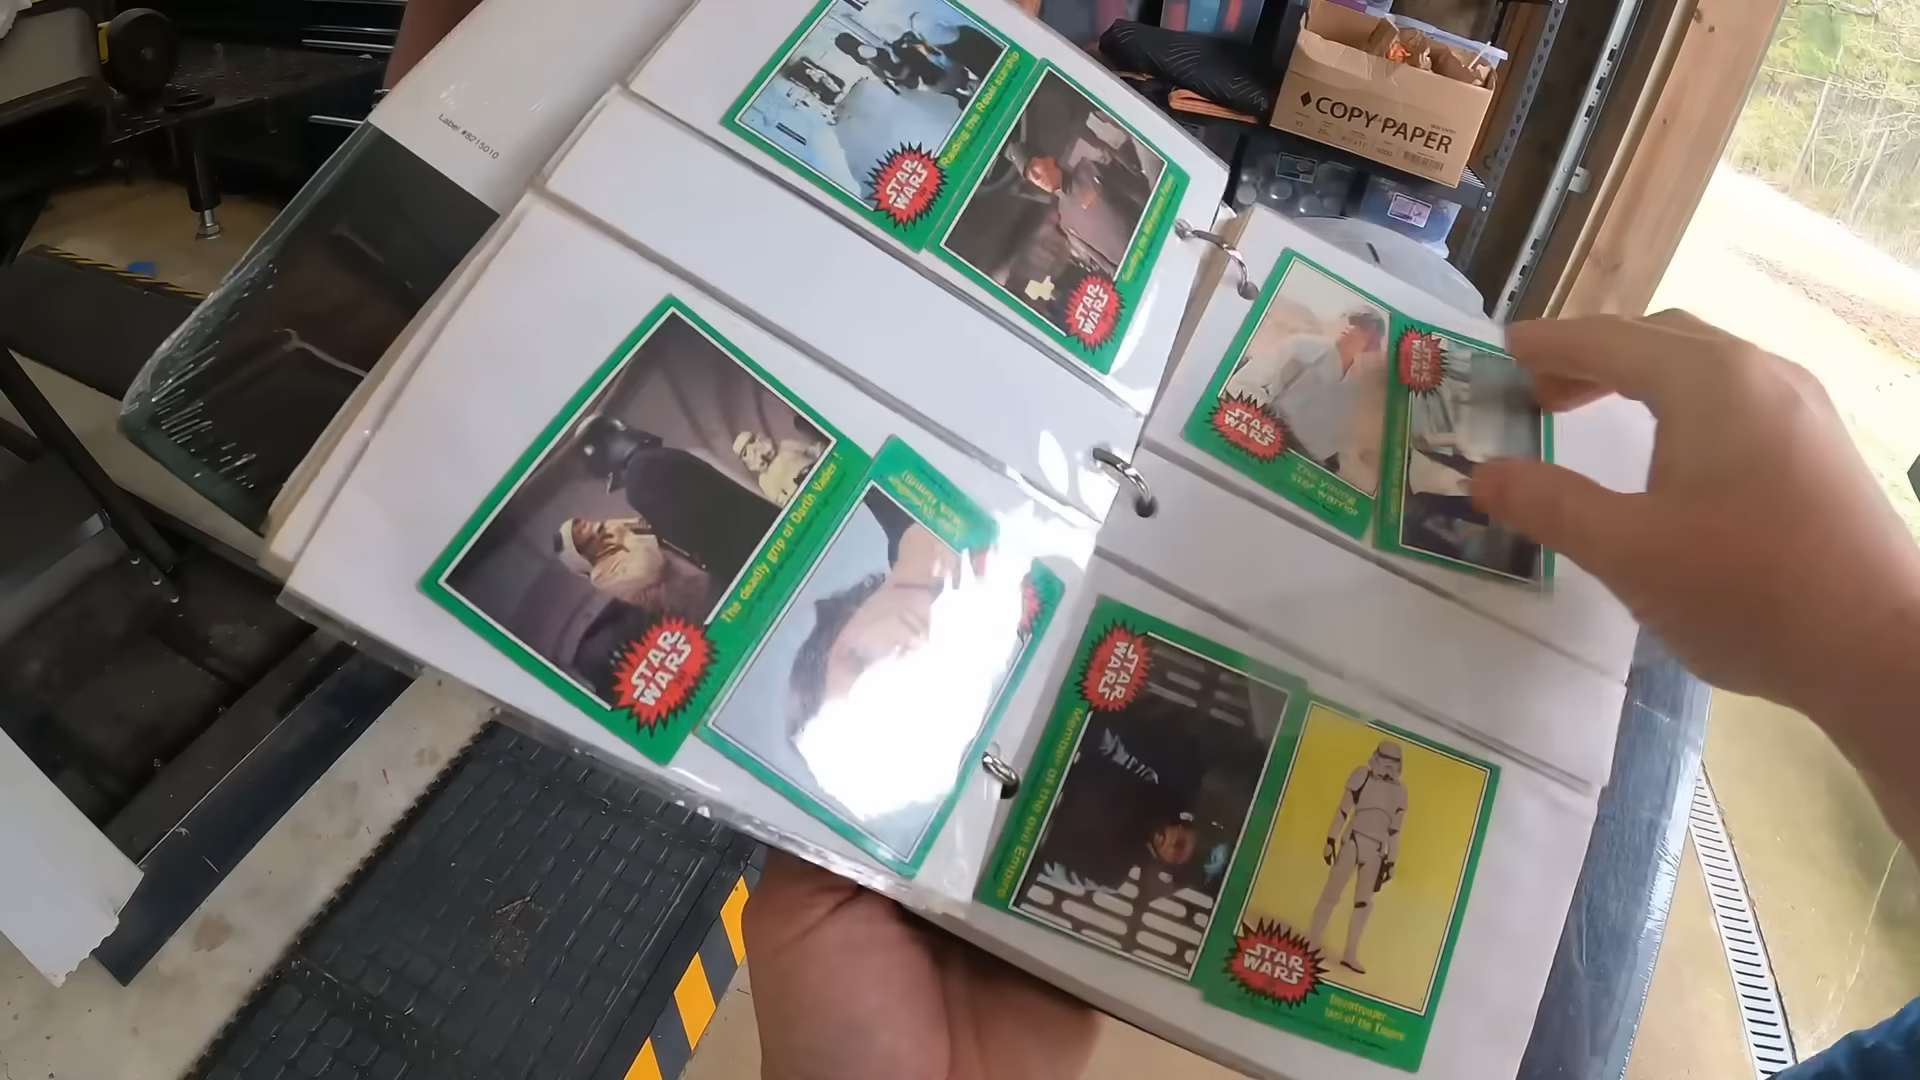 Label #8215010
COPY PAPER
Raiding the Rebel starship
STAR
WARS
STAR
WARS
The deadly grip of Darth Vader!
STAR
WARS
STAR
WARS
The young
star warrior
STAR
WARS
STAR
WARS
Member of the evil Empire
STAR
WARS
Stormtrooper...
tool of the Empire